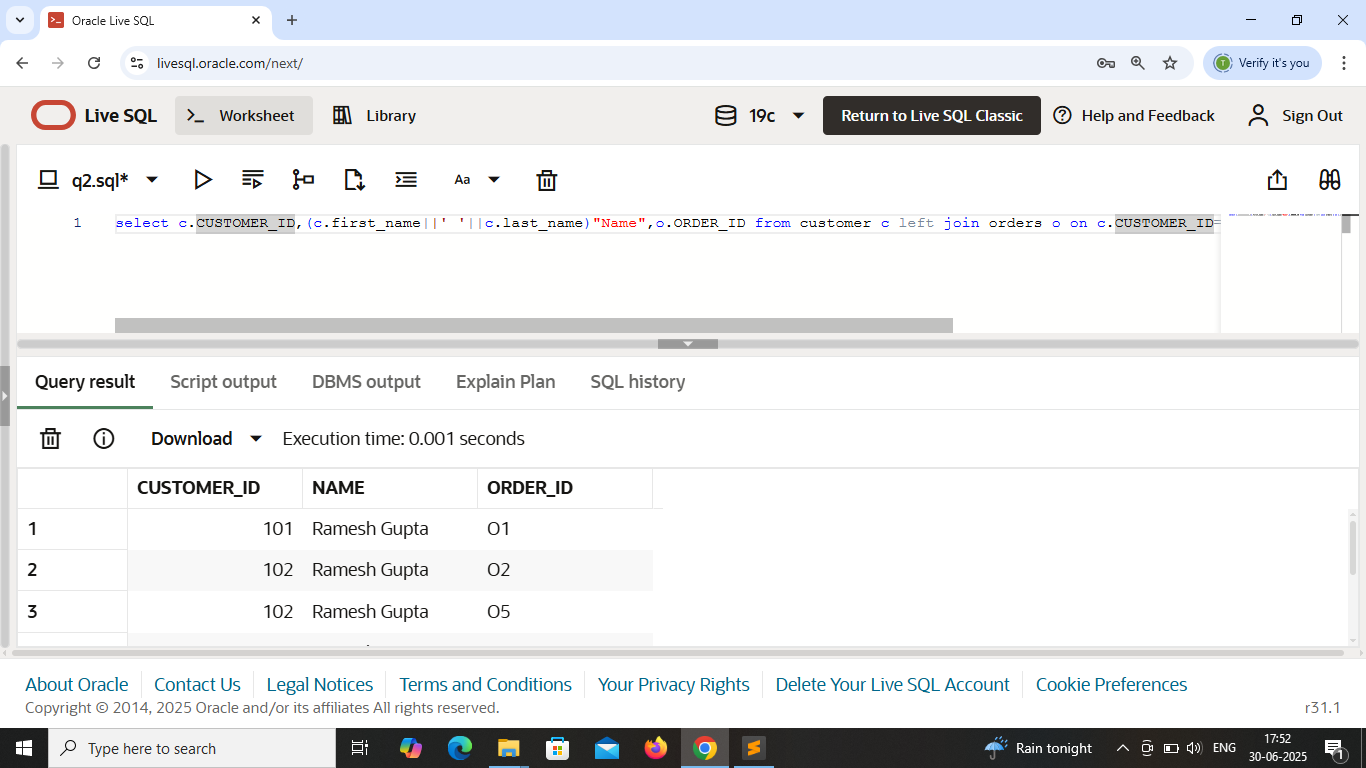 Oracle Live SQL
livesql.oracle.com/next/
T
Verify it's you
Live SQL
Worksheet
Library
19c
Return to Live SQL Classic
Help and Feedback
Sign Out
q2.sql*
Aa
1 select c.CUSTOMER_ID,(c.first_name||' '||c.last_name)"Name",o.ORDER_ID from customer c left join orders o on c.CUSTOMER_ID=
Query result Script output DBMS output Explain Plan SQL history
Download Execution time: 0.001 seconds
CUSTOMER_ID NAME ORDER_ID
1 101 Ramesh Gupta O1
2 102 Ramesh Gupta O2
3 102 Ramesh Gupta O5
About Oracle Contact Us Legal Notices Terms and Conditions Your Privacy Rights Delete Your Live SQL Account Cookie Preferences
Copyright © 2014, 2025 Oracle and/or its affiliates All rights reserved. r31.1
Type here to search
Rain tonight
ENG
17:52
30-06-2025
1